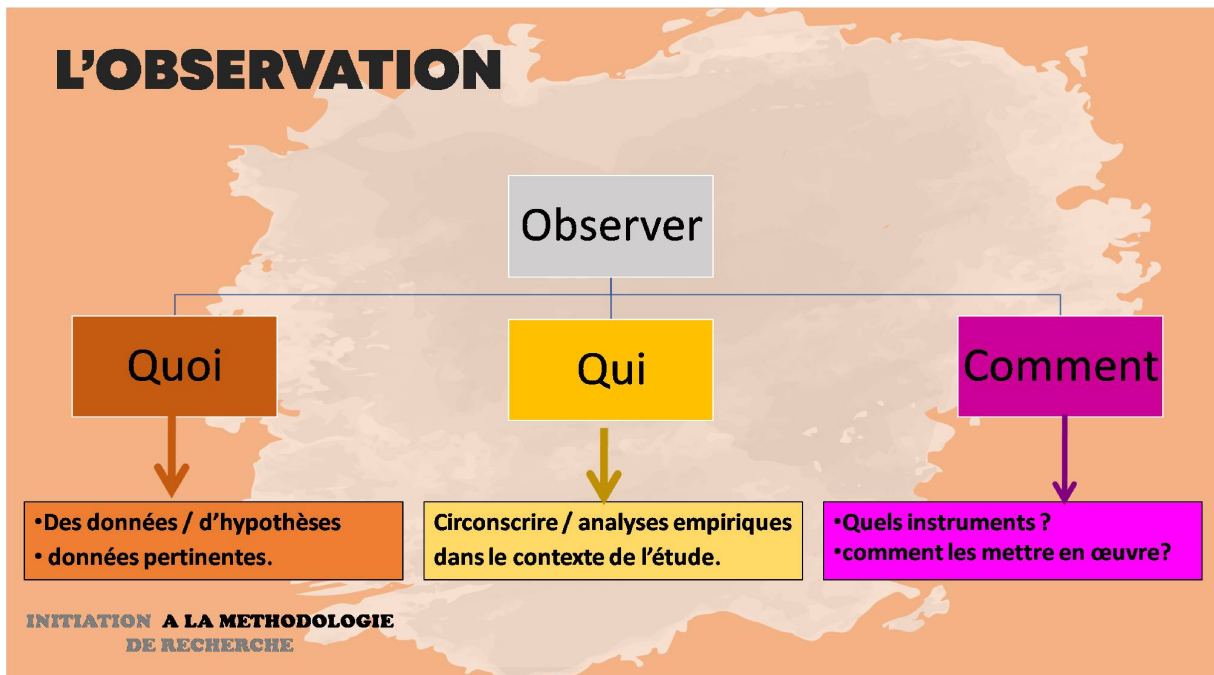 L'OBSERVATION
Observer
Quoi
Qui
Comment
•Des données / d'hypothèses
• données pertinentes.
Circonscrire / analyses empiriques
dans le contexte de l'étude.
•Quels instruments ?
•comment les mettre en œuvre?
INITIATION A LA METHODOLOGIE
DE RECHERCHE